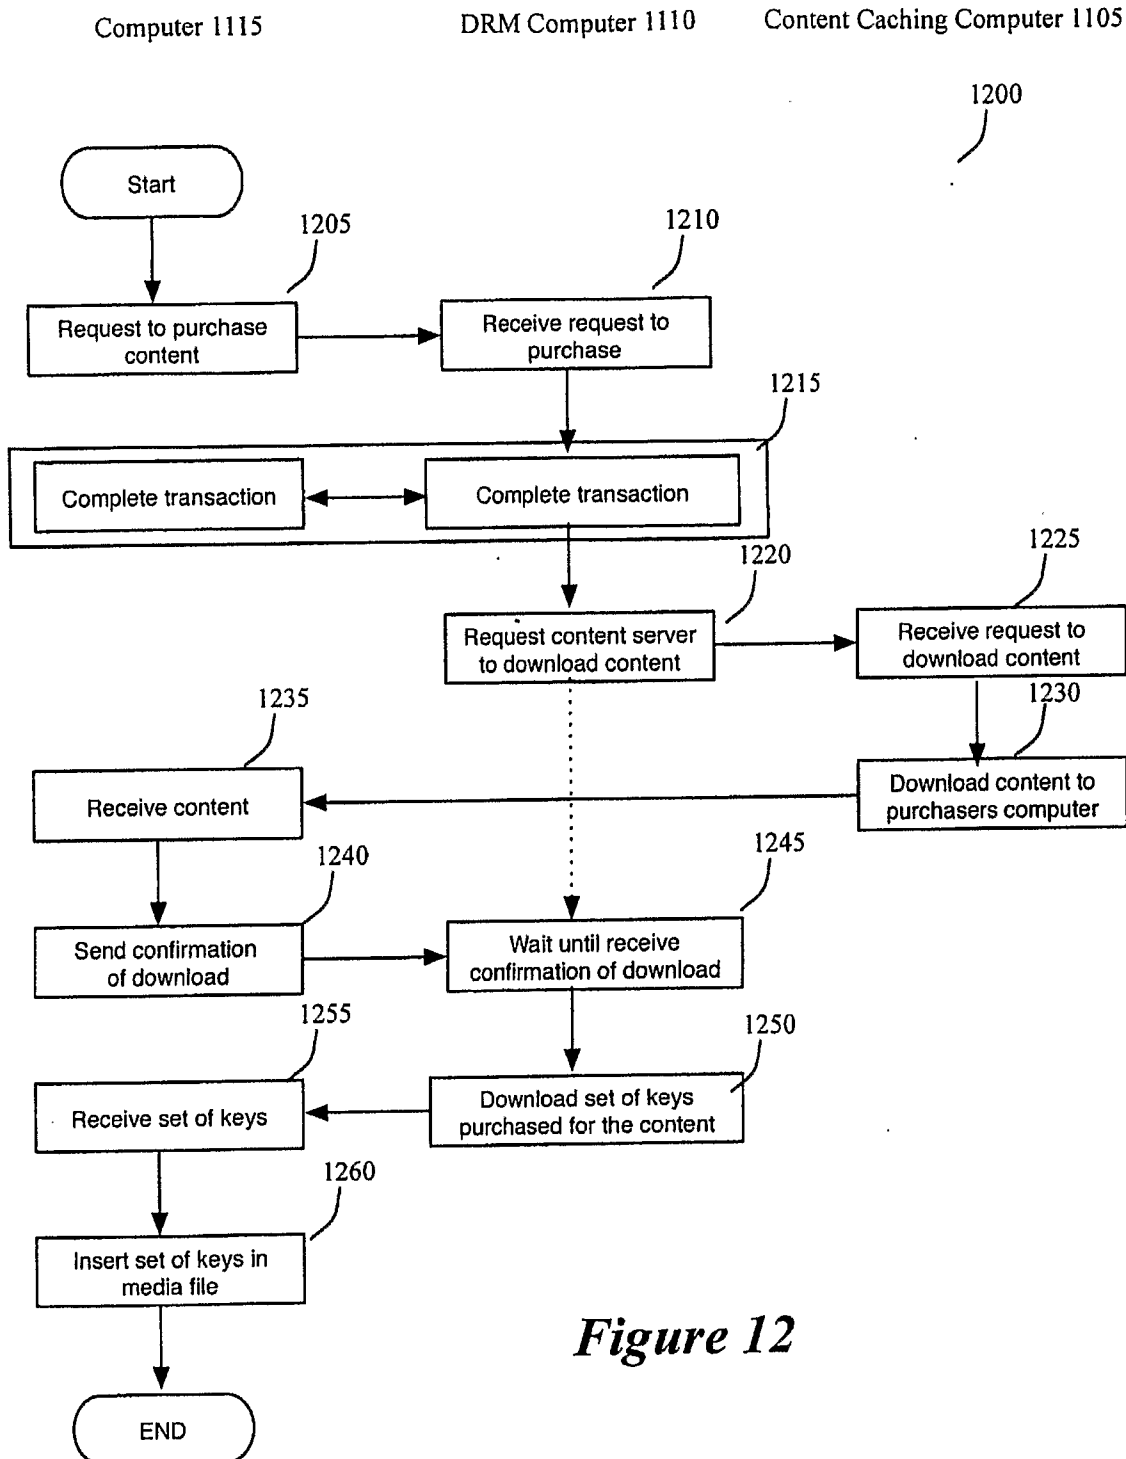 Computer 1115
DRM Computer 1110
Content Caching Computer 1105
1200
Start
1205
1210
Request to purchase
content
Receive request to
purchase
1215
Complete transaction
Complete transaction
1220
1225
Request content server
to download content
Receive request to
download content
1230
1235
Receive content
Download content to
purchasers computer
1240
1245
Send confirmation
of download
Wait until receive
confirmation of download
1255
1250
Receive set of keys
Download set of keys
purchased for the content
1260
Insert set of keys in
media file
Figure 12
END